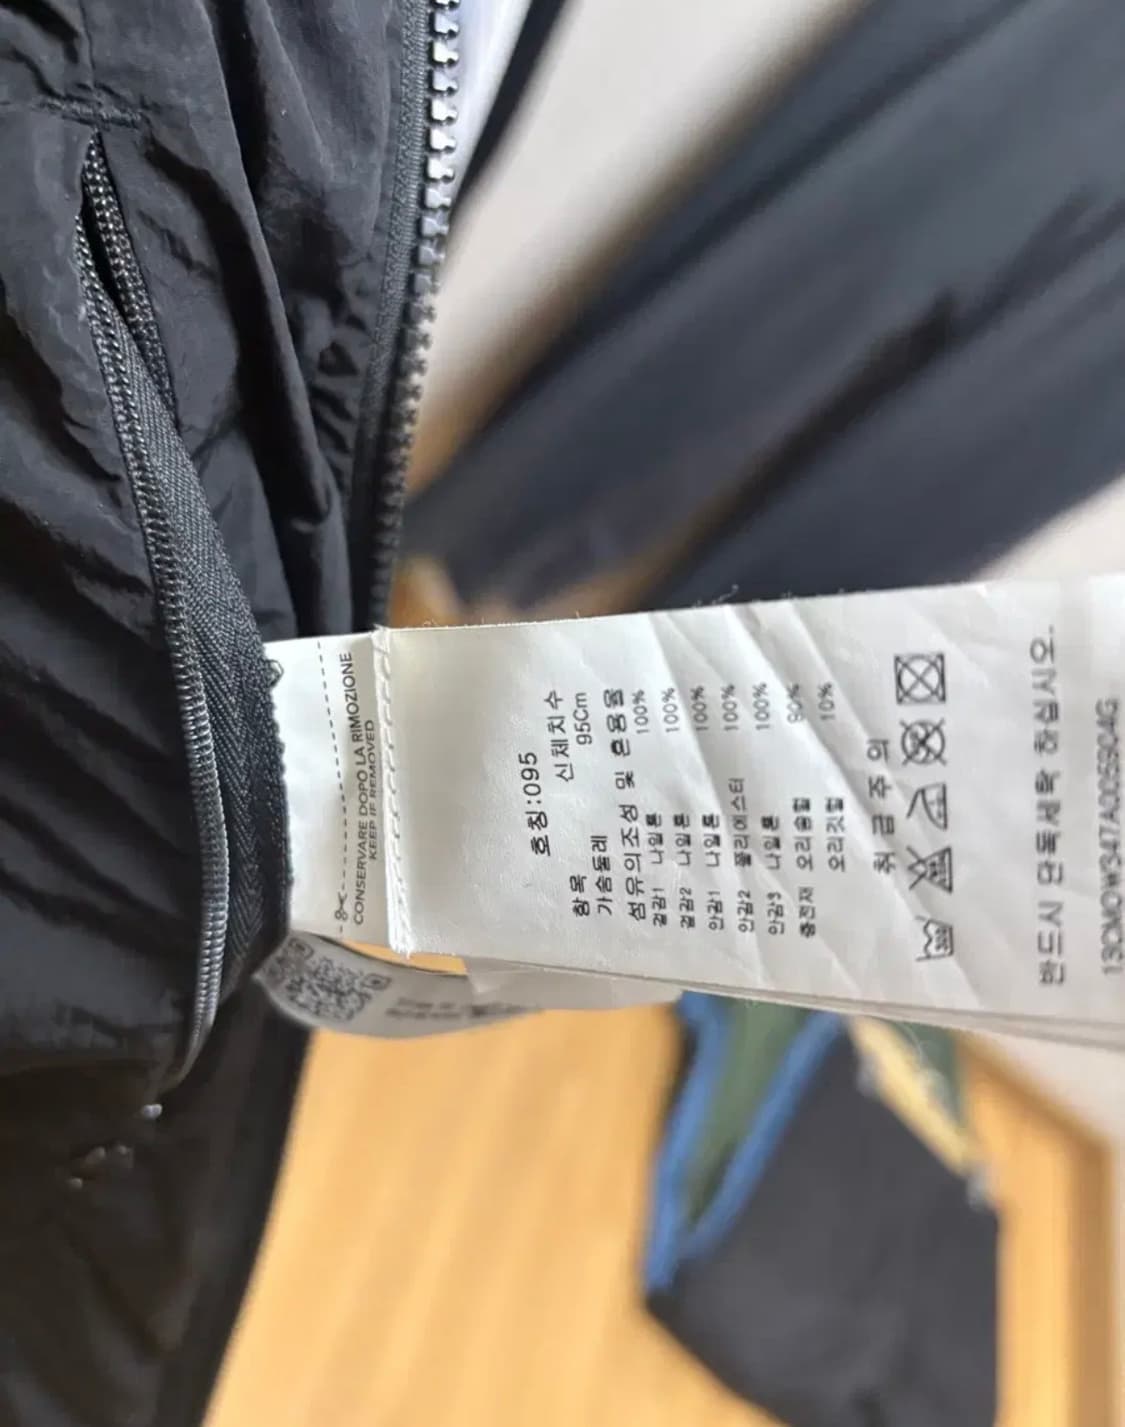 CONSERVARE DOPO LA RIMOZIONE
KEEP IF REMOVED
호칭:095
항목 신체치수
가슴둘레 95Cm
섬유의조성 및 혼용율
겉감1 나일론 100%
겉감2 나일론 100%
안감1 나일론 100%
안감2 폴리에스터 100%
안감3 나일론 100%
충전재 오리솜털 90%
오리깃털 10%
취급주의
반드시 단독세탁 하십시오.